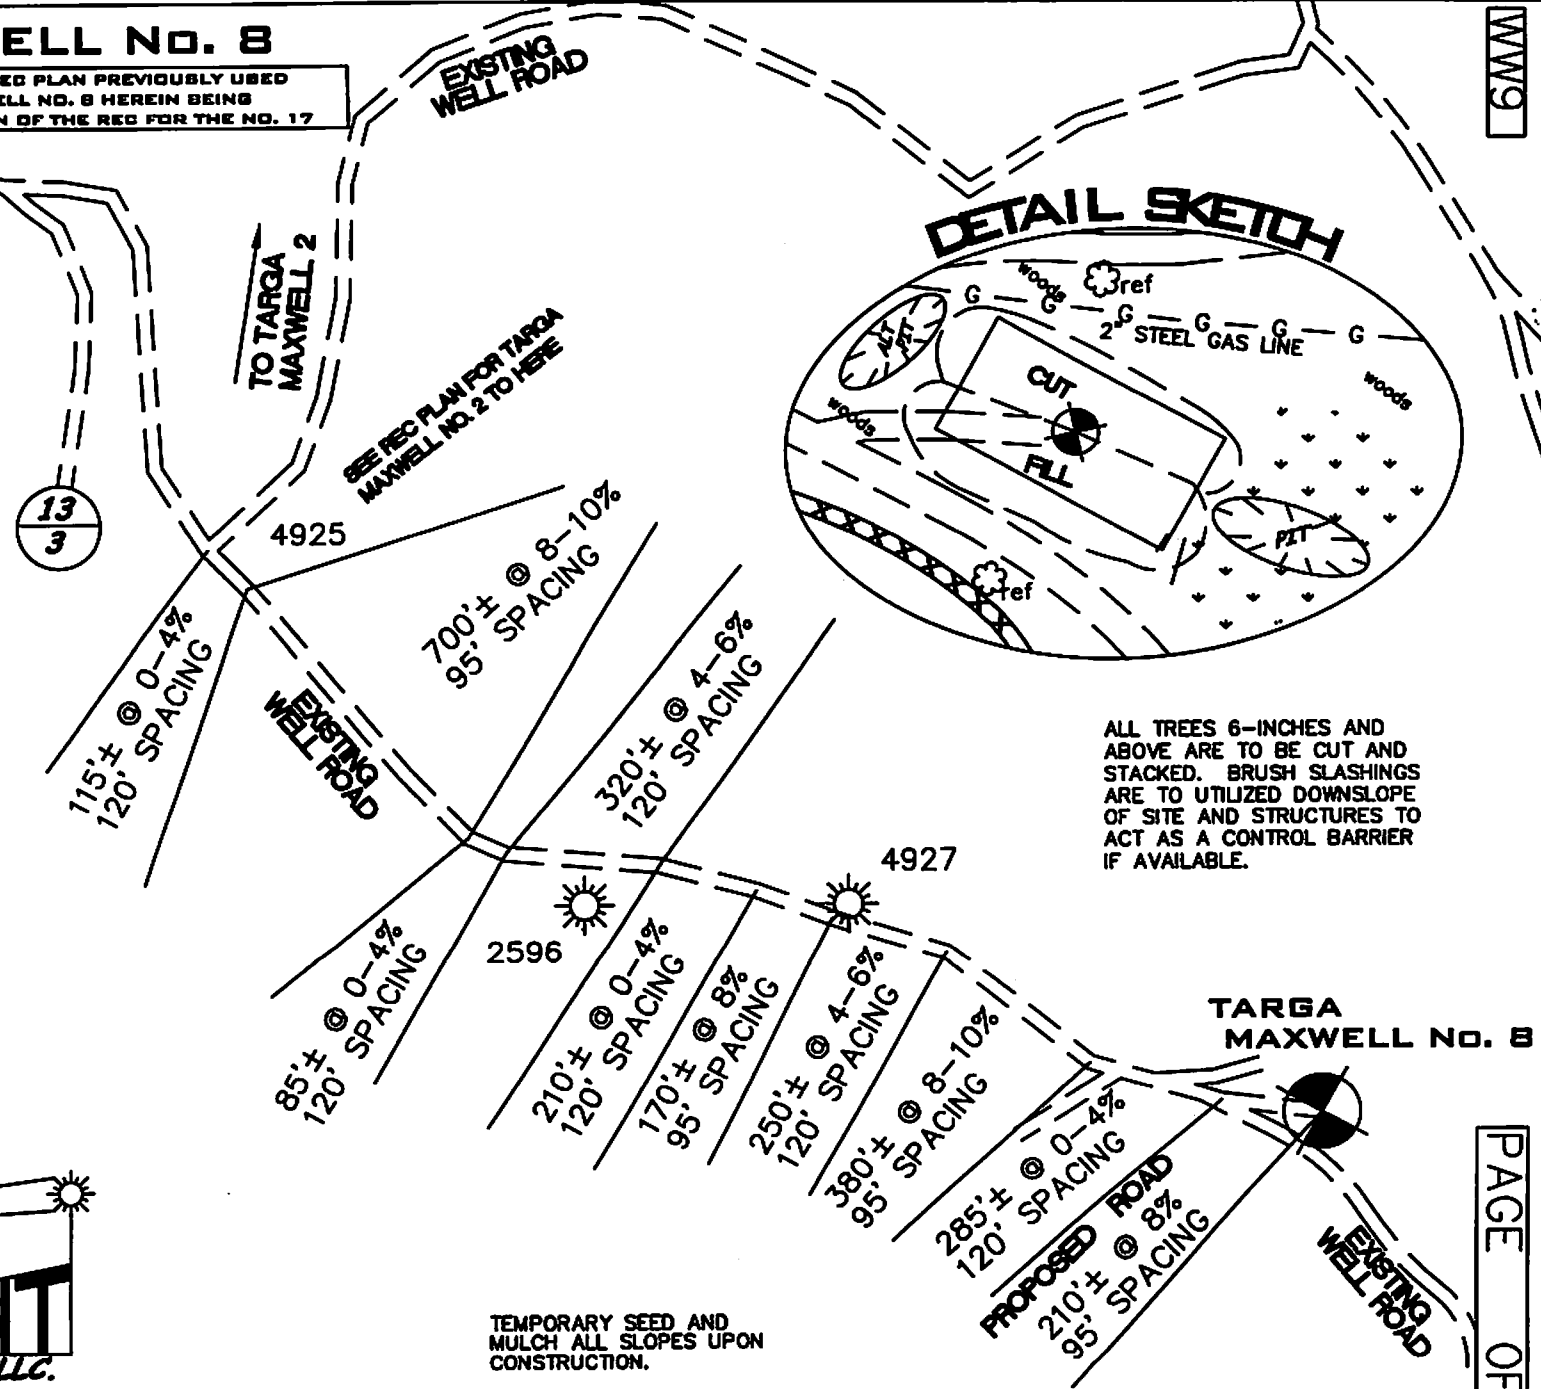 ELL No. 8
EC PLAN PREVIOUSLY USED
ELL NO. 8 HEREIN BEING
N OF THE REC FOR THE NO. 17
EXISTING
WELL ROAD
WW9
DETAIL SKETCH
woods
ref
G G G G G G
2" STEEL GAS LINE
ALT
PIT
CUT
woods
woods
FILL
PIT
ref
TO TARGA
MAXWELL 2
SEE REC PLAN FOR TARGA
MAXWELL NO. 2 TO HERE
13
3
4925
115'± @ 0-4%
120' SPACING
700'± @ 8-10%
95' SPACING
EXISTING
WELL ROAD
320'± @ 4-6%
120' SPACING
ALL TREES 6-INCHES AND
ABOVE ARE TO BE CUT AND
STACKED. BRUSH SLASHINGS
ARE TO UTILIZED DOWNSLOPE
OF SITE AND STRUCTURES TO
ACT AS A CONTROL BARRIER
IF AVAILABLE.
4927
2596
85'± @ 0-4%
120' SPACING
210'± @ 0-4%
120' SPACING
170'± @ 8%
95' SPACING
250'± @ 4-6%
120' SPACING
380'± @ 8-10%
95' SPACING
285'± @ 0-4%
120' SPACING
PROPOSED ROAD
210'± @ 8%
95' SPACING
TARGA
MAXWELL No. 8
EXISTING
WELL ROAD
PAGE OF
TEMPORARY SEED AND
MULCH ALL SLOPES UPON
CONSTRUCTION.
LLC.